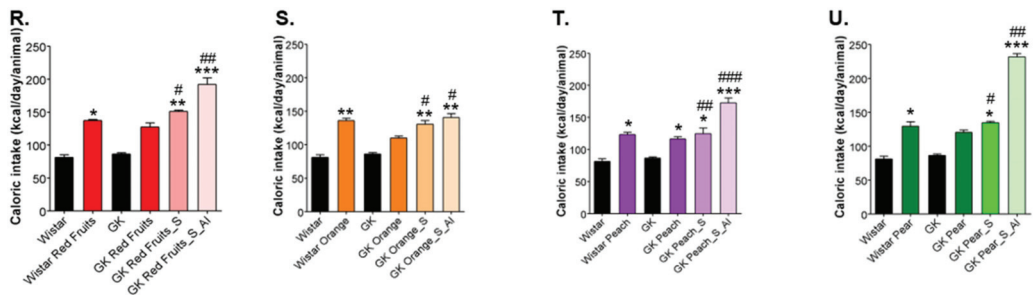 R.
Caloric intake (kcal/day/animal)
250
200
150
100
50
0
*
#
**
##
***
Wistar
Wistar Red Fruits
GK
GK Red Fruits
GK Red Fruits_S
GK Red Fruits_S_Al
S.
Caloric intake (kcal/day/animal)
250
200
150
100
50
0
**
#
**
#
**
Wistar
Wistar Orange
GK
GK Orange
GK Orange_S
GK Orange_S_Al
T.
Caloric intake (kcal/day/animal)
250
200
150
100
50
0
*
*
##
*
###
***
Wistar
Wistar Peach
GK
GK Peach
GK Peach_S
GK Peach_S_Al
U.
Caloric intake (kcal/day/animal)
250
200
150
100
50
0
*
#
*
##
***
Wistar
Wistar Pear
GK
GK Pear
GK Pear_S
GK Pear_S_Al